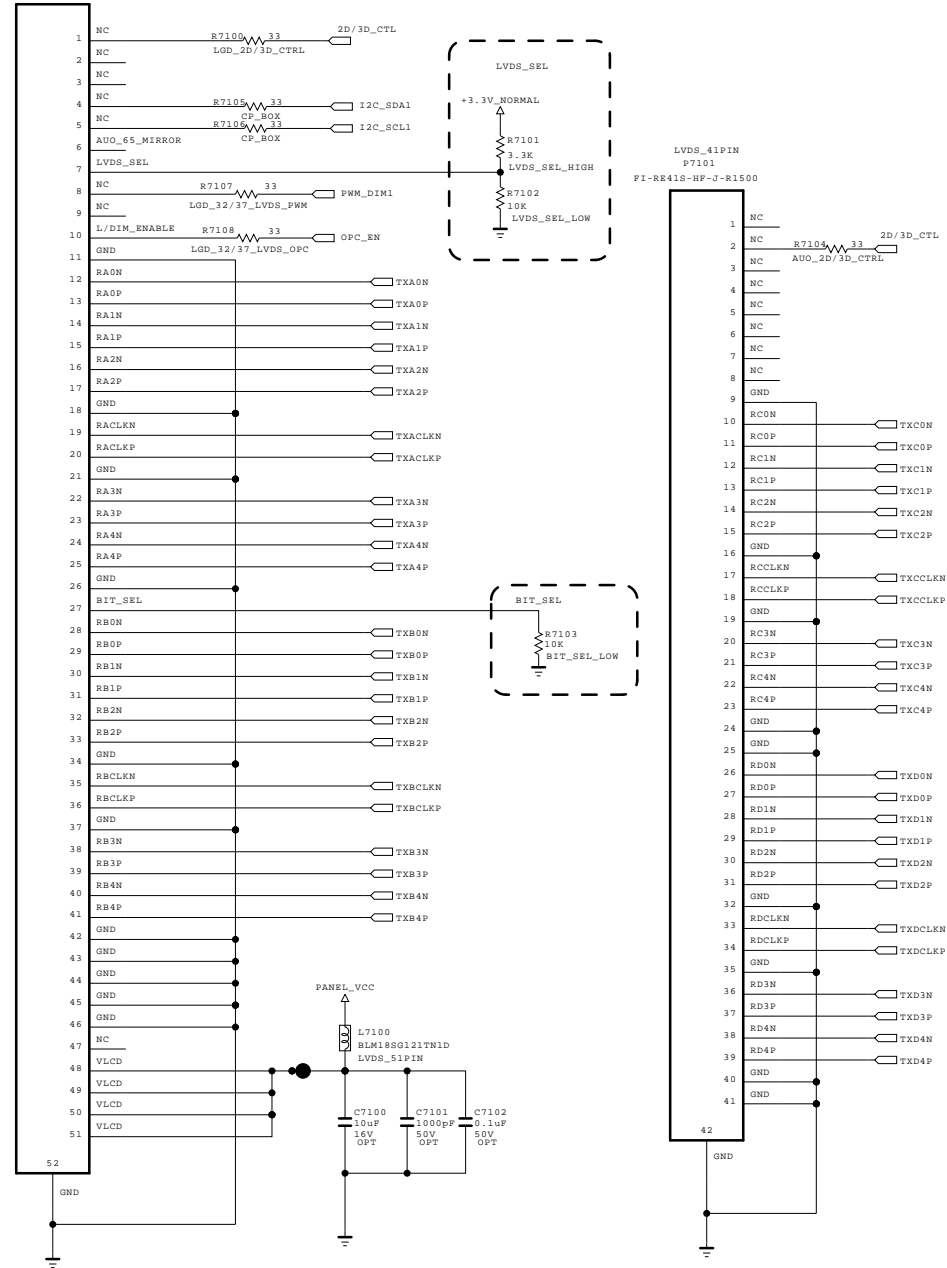 1 NC R7100 33 2D/3D_CTL
LGD_2D/3D_CTRL
2 NC
3 NC
4 NC R7105 33 I2C_SDA1
CP_BOX
5 NC R7106 33 I2C_SCL1
CP_BOX
6 AUO_65_MIRROR
7 LVDS_SEL
8 NC R7107 33 PWM_DIM1
LGD_32/37_LVDS_PWM
9 NC
10 L/DIM_ENABLE R7108 33 OPC_EN
LGD_32/37_LVDS_OPC
11 GND
12 RA0N TXA0N
13 RA0P TXA0P
14 RA1N TXA1N
15 RA1P TXA1P
16 RA2N TXA2N
17 RA2P TXA2P
18 GND
19 RACLKN TXACLKN
20 RACLKP TXACLKP
21 GND
22 RA3N TXA3N
23 RA3P TXA3P
24 RA4N TXA4N
25 RA4P TXA4P
26 GND
27 BIT_SEL
28 RB0N TXB0N
29 RB0P TXB0P
30 RB1N TXB1N
31 RB1P TXB1P
32 RB2N TXB2N
33 RB2P TXB2P
34 GND
35 RBCLKN TXBCLKN
36 RBCLKP TXBCLKP
37 GND
38 RB3N TXB3N
39 RB3P TXB3P
40 RB4N TXB4N
41 RB4P TXB4P
42 GND
43 GND
44 GND
45 GND
46 GND
47 NC
48 VLCD
49 VLCD
50 VLCD
51 VLCD
52
GND
LVDS_SEL
+3.3V_NORMAL
R7101
3.3K
LVDS_SEL_HIGH
R7102
10K
LVDS_SEL_LOW
BIT_SEL
R7103
10K
BIT_SEL_LOW
PANEL_VCC
L7100
BLM18SG121TN1D
LVDS_51PIN
C7100
10uF
16V
OPT
C7101
1000pF
50V
OPT
C7102
0.1uF
50V
OPT
LVDS_41PIN
P7101
FI-RE41S-HF-J-R1500
1 NC
2 NC R7104 33 2D/3D_CTL
AUO_2D/3D_CTRL
3 NC
4 NC
5 NC
6 NC
7 NC
8 NC
9 GND
10 RC0N TXC0N
11 RC0P TXC0P
12 RC1N TXC1N
13 RC1P TXC1P
14 RC2N TXC2N
15 RC2P TXC2P
16 GND
17 RCCLKN TXCCLKN
18 RCCLKP TXCCLKP
19 GND
20 RC3N TXC3N
21 RC3P TXC3P
22 RC4N TXC4N
23 RC4P TXC4P
24 GND
25 GND
26 RD0N TXD0N
27 RD0P TXD0P
28 RD1N TXD1N
29 RD1P TXD1P
30 RD2N TXD2N
31 RD2P TXD2P
32 GND
33 RDCLKN TXDCLKN
34 RDCLKP TXDCLKP
35 GND
36 RD3N TXD3N
37 RD3P TXD3P
38 RD4N TXD4N
39 RD4P TXD4P
40 GND
41 GND
42
GND